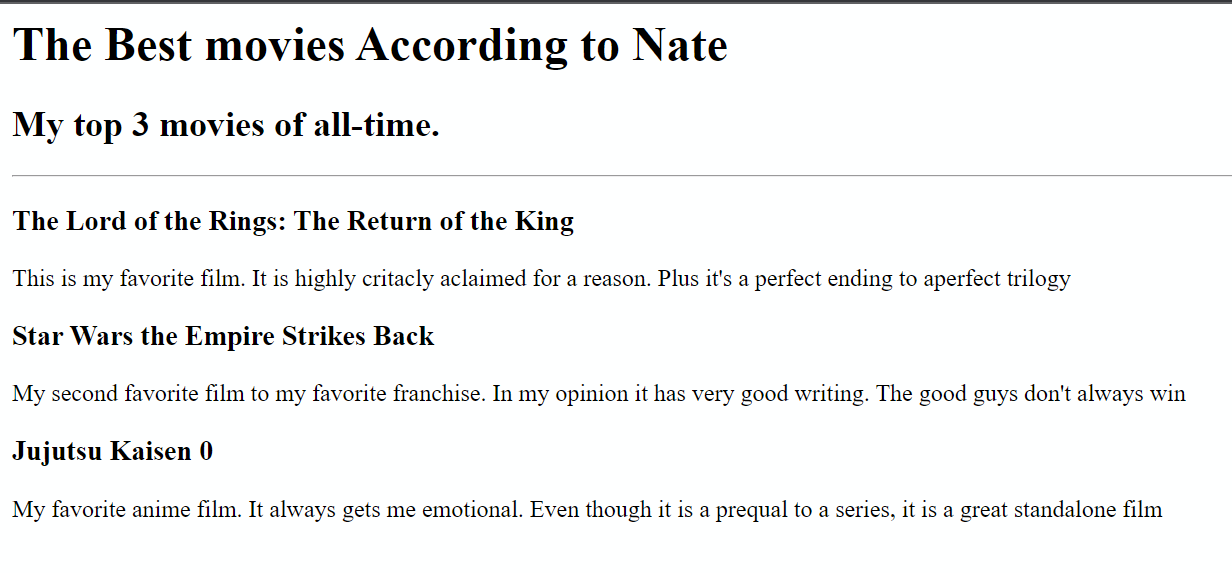 The Best movies According to Nate
My top 3 movies of all-time.
The Lord of the Rings: The Return of the King
This is my favorite film. It is highly critacly aclaimed for a reason. Plus it's a perfect ending to aperfect trilogy
Star Wars the Empire Strikes Back
My second favorite film to my favorite franchise. In my opinion it has very good writing. The good guys don't always win
Jujutsu Kaisen 0
My favorite anime film. It always gets me emotional. Even though it is a prequal to a series, it is a great standalone film